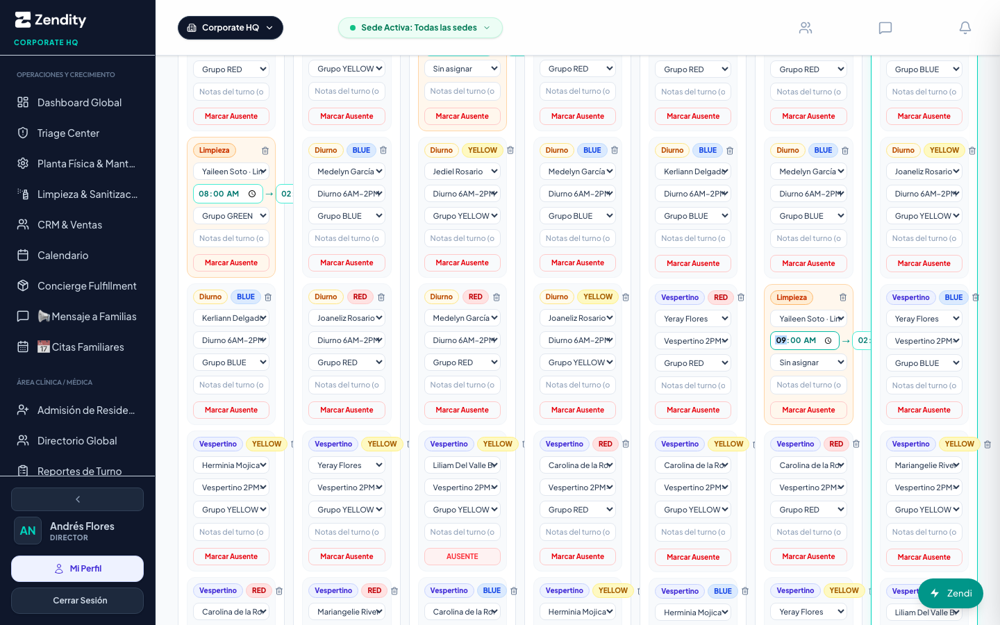 Zendity
CORPORATE HQ
OPERACIONES Y CRECIMIENTO
Dashboard Global
Triage Center
Planta Física & Mant...
Limpieza & Sanitizac...
CRM & Ventas
Calendario
Concierge Fulfillment
Mensaje a Familias
Citas Familiares
ÁREA CLÍNICA / MÉDICA
Admisión de Reside...
Directorio Global
Reportes de Turno
AN
Andrés Flores
DIRECTOR
Mi Perfil
Cerrar Sesión
Corporate HQ
Sede Activa: Todas las sedes
Grupo RED
Notas del turno (o
Marcar Ausente
Limpieza
Yaileen Soto · Lim
08:00 AM → 02
Grupo GREEN
Notas del turno (o
Marcar Ausente
Diurno BLUE
Kerliann Delgado
Diurno 6AM–2PM
Grupo BLUE
Notas del turno (o
Marcar Ausente
Vespertino YELLOW
Herminia Mojica
Vespertino 2PM
Grupo YELLOW
Notas del turno (o
Marcar Ausente
Vespertino RED
Carolina de la Ro
Grupo YELLOW
Notas del turno (o
Marcar Ausente
Diurno BLUE
Medelyn García
Diurno 6AM–2PM
Grupo BLUE
Notas del turno (o
Marcar Ausente
Diurno RED
Joaneliz Rosario
Diurno 6AM–2PM
Grupo RED
Notas del turno (o
Marcar Ausente
Vespertino YELLOW
Yeray Flores
Vespertino 2PM
Grupo YELLOW
Notas del turno (o
Marcar Ausente
Vespertino RED
Mariangelie River
Sin asignar
Notas del turno (o
Marcar Ausente
Diurno YELLOW
Jediel Rosario
Diurno 6AM–2PM
Grupo YELLOW
Notas del turno (o
Marcar Ausente
Diurno RED
Medelyn García
Diurno 6AM–2PM
Grupo RED
Notas del turno (o
Marcar Ausente
Vespertino YELLOW
Liliam Del Valle B
Vespertino 2PM
Grupo YELLOW
Notas del turno (o
AUSENTE
Vespertino BLUE
Carolina de la Ro
Grupo RED
Notas del turno (o
Marcar Ausente
Diurno BLUE
Medelyn García
Diurno 6AM–2PM
Grupo BLUE
Notas del turno (o
Marcar Ausente
Diurno YELLOW
Joaneliz Rosario
Diurno 6AM–2PM
Grupo YELLOW
Notas del turno (o
Marcar Ausente
Vespertino RED
Carolina de la Ro
Vespertino 2PM
Grupo RED
Notas del turno (o
Marcar Ausente
Vespertino YELLOW
Herminia Mojica
Grupo RED
Notas del turno (o
Marcar Ausente
Diurno BLUE
Kerliann Delgado
Diurno 6AM–2PM
Grupo BLUE
Notas del turno (o
Marcar Ausente
Vespertino RED
Yeray Flores
Vespertino 2PM
Grupo RED
Notas del turno (o
Marcar Ausente
Vespertino YELLOW
Carolina de la Ro
Vespertino 2PM
Grupo YELLOW
Notas del turno (o
Marcar Ausente
Vespertino BLUE
Herminia Mojica
Grupo RED
Notas del turno (o
Marcar Ausente
Diurno BLUE
Medelyn García
Diurno 6AM–2PM
Grupo BLUE
Notas del turno (o
Marcar Ausente
Limpieza
Yaileen Soto · Lim
09:00 AM → 02:
Sin asignar
Notas del turno (o
Marcar Ausente
Vespertino RED
Carolina de la Ro
Vespertino 2PM
Grupo RED
Notas del turno (o
Marcar Ausente
Vespertino YELLOW
Yeray Flores
Grupo BLUE
Notas del turno (o
Marcar Ausente
Diurno YELLOW
Joaneliz Rosario
Diurno 6AM–2PM
Grupo YELLOW
Notas del turno (o
Marcar Ausente
Vespertino BLUE
Yeray Flores
Vespertino 2PM
Grupo BLUE
Notas del turno (o
Marcar Ausente
Vespertino YELLOW
Mariangelie River
Vespertino 2PM
Grupo YELLOW
Notas del turno (o
Marcar Ausente
Vespert
Liliam Del Valle B
Zendi